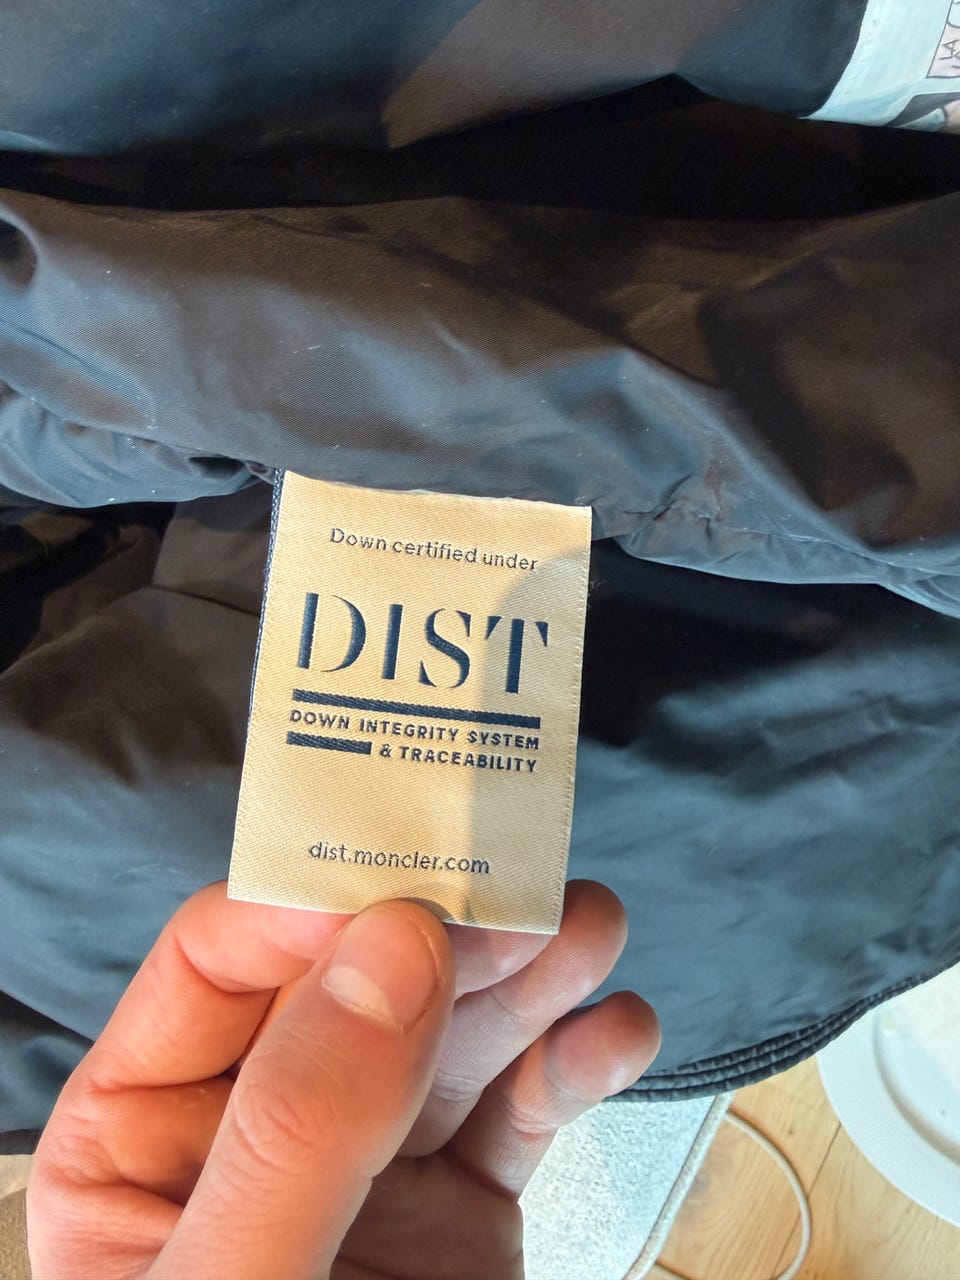 Down certified under
DIST
DOWN INTEGRITY SYSTEM
& TRACEABILITY
dist.moncler.com